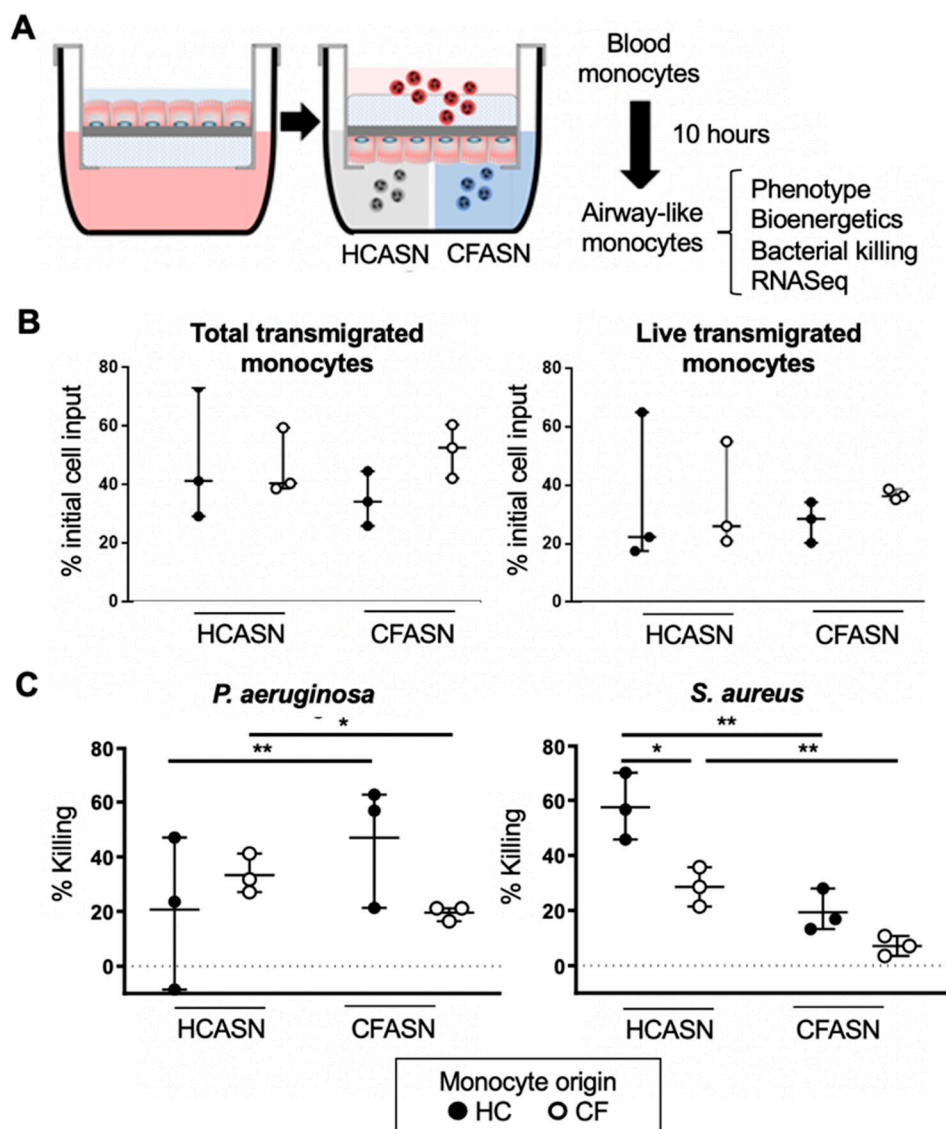 A
Blood
monocytes
10 hours
Airway-like
monocytes
Phenotype
Bioenergetics
Bacterial killing
RNASeq
HCASN CFASN
B
Total transmigrated
monocytes
% initial cell input
80
60
40
20
0
HCASN CFASN
Live transmigrated
monocytes
% initial cell input
80
60
40
20
0
HCASN CFASN
C
P. aeruginosa
*
**
% Killing
80
60
40
20
0
HCASN CFASN
S. aureus
**
* **
% Killing
80
60
40
20
0
HCASN CFASN
Monocyte origin
HC CF